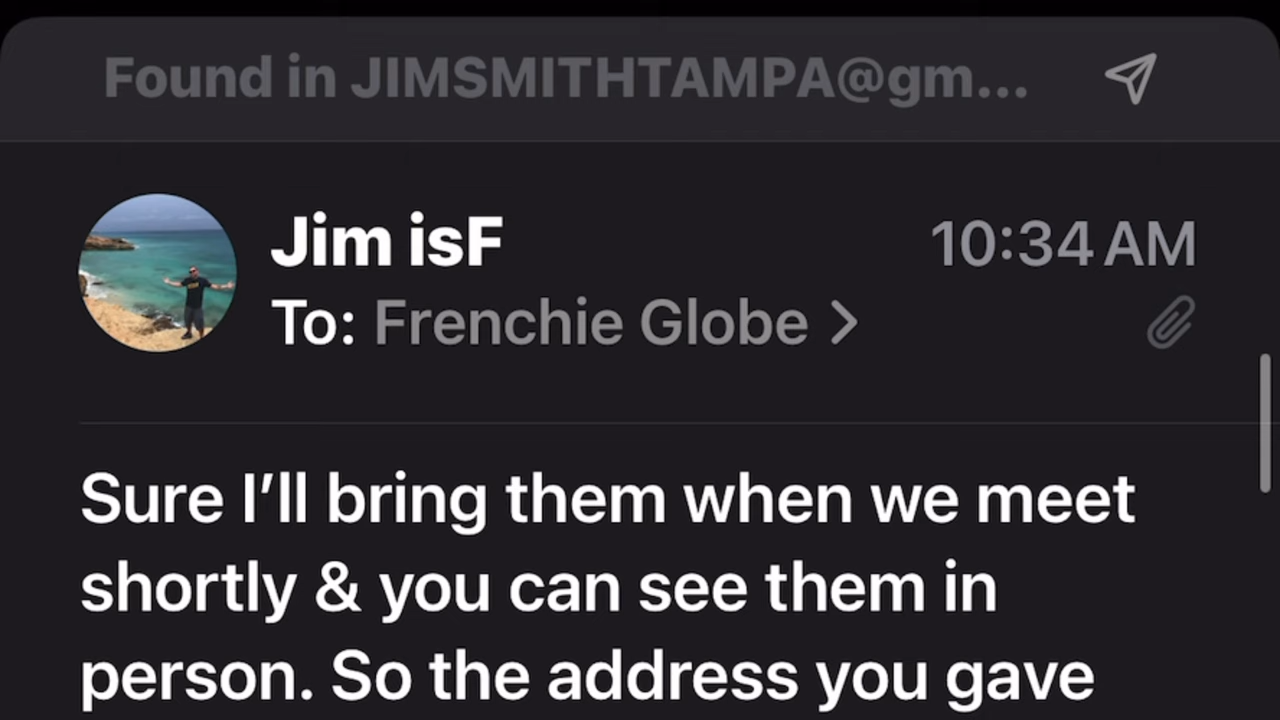 Found in JIMSMITHTAMPA@gm...
Jim isF
10:34 AM
To: Frenchie Globe >
Sure I’ll bring them when we meet
shortly & you can see them in
person. So the address you gave